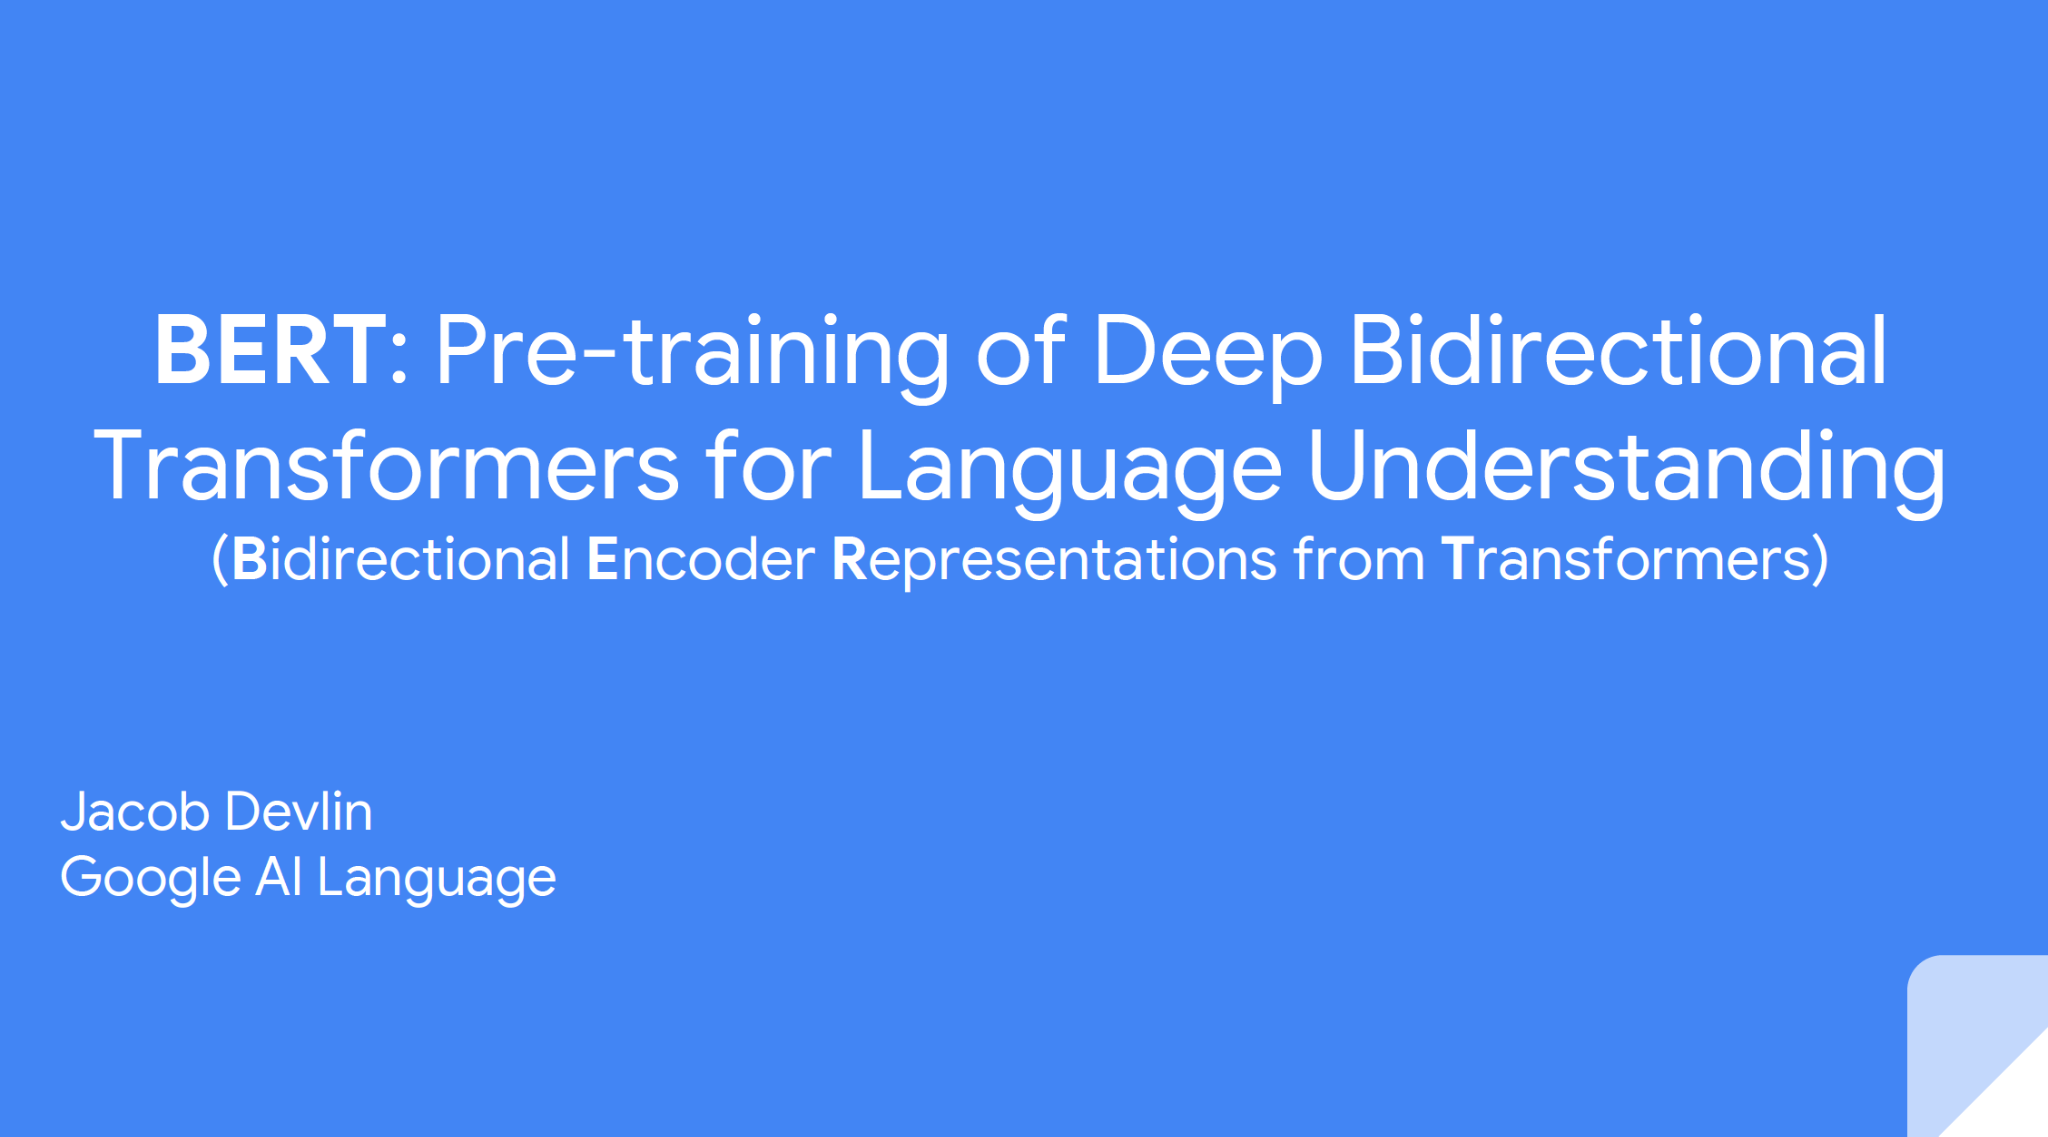 BERT: Pre-training of Deep Bidirectional
Transformers for Language Understanding
(Bidirectional Encoder Representations from Transformers)
Jacob Devlin
Google AI Language